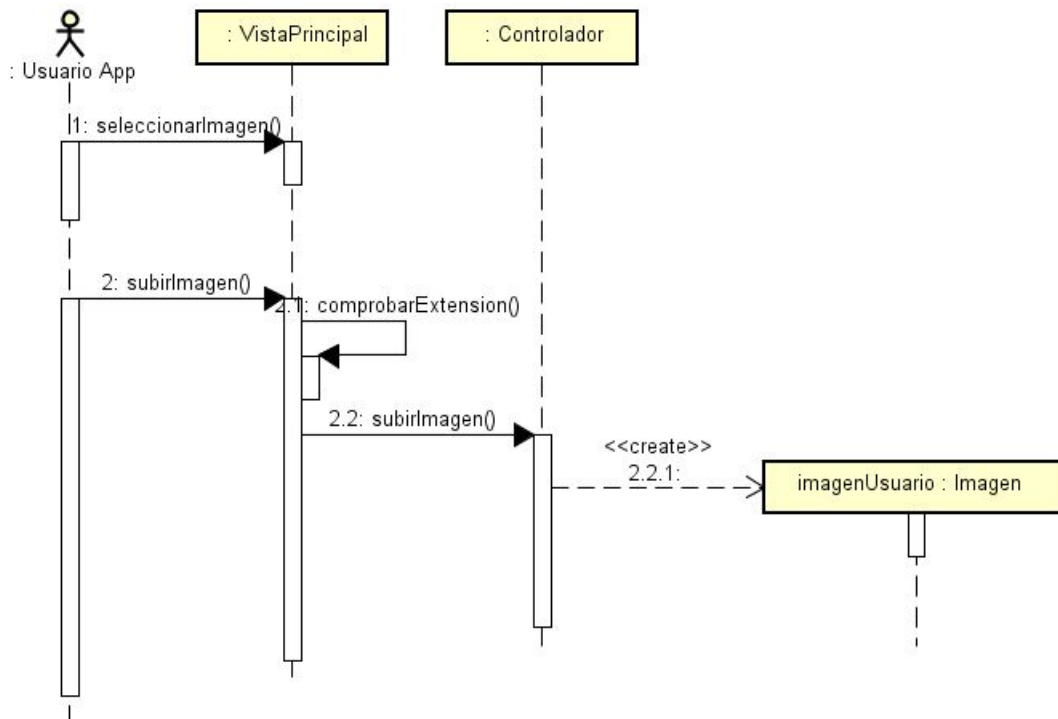 : Usuario App
: VistaPrincipal
: Controlador
1: seleccionarImagen()
2: subirImagen()
2.1: comprobarExtension()
2.2: subirImagen()
<<create>>
2.2.1:
imagenUsuario : Imagen